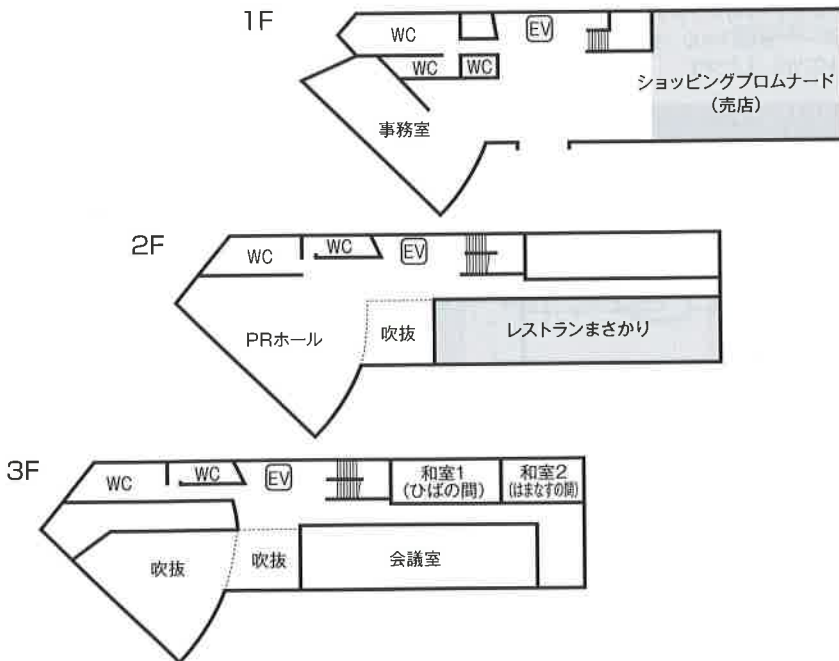 1F
WC
EV
WC
WC
ショッピングプロムナード
(売店)
事務室
2F
WC
WC
EV
PRホール
吹抜
レストランまさかり
3F
WC
WC
EV
和室1
(ひばの間)
和室2
(はまなすの間)
吹抜
吹抜
会議室